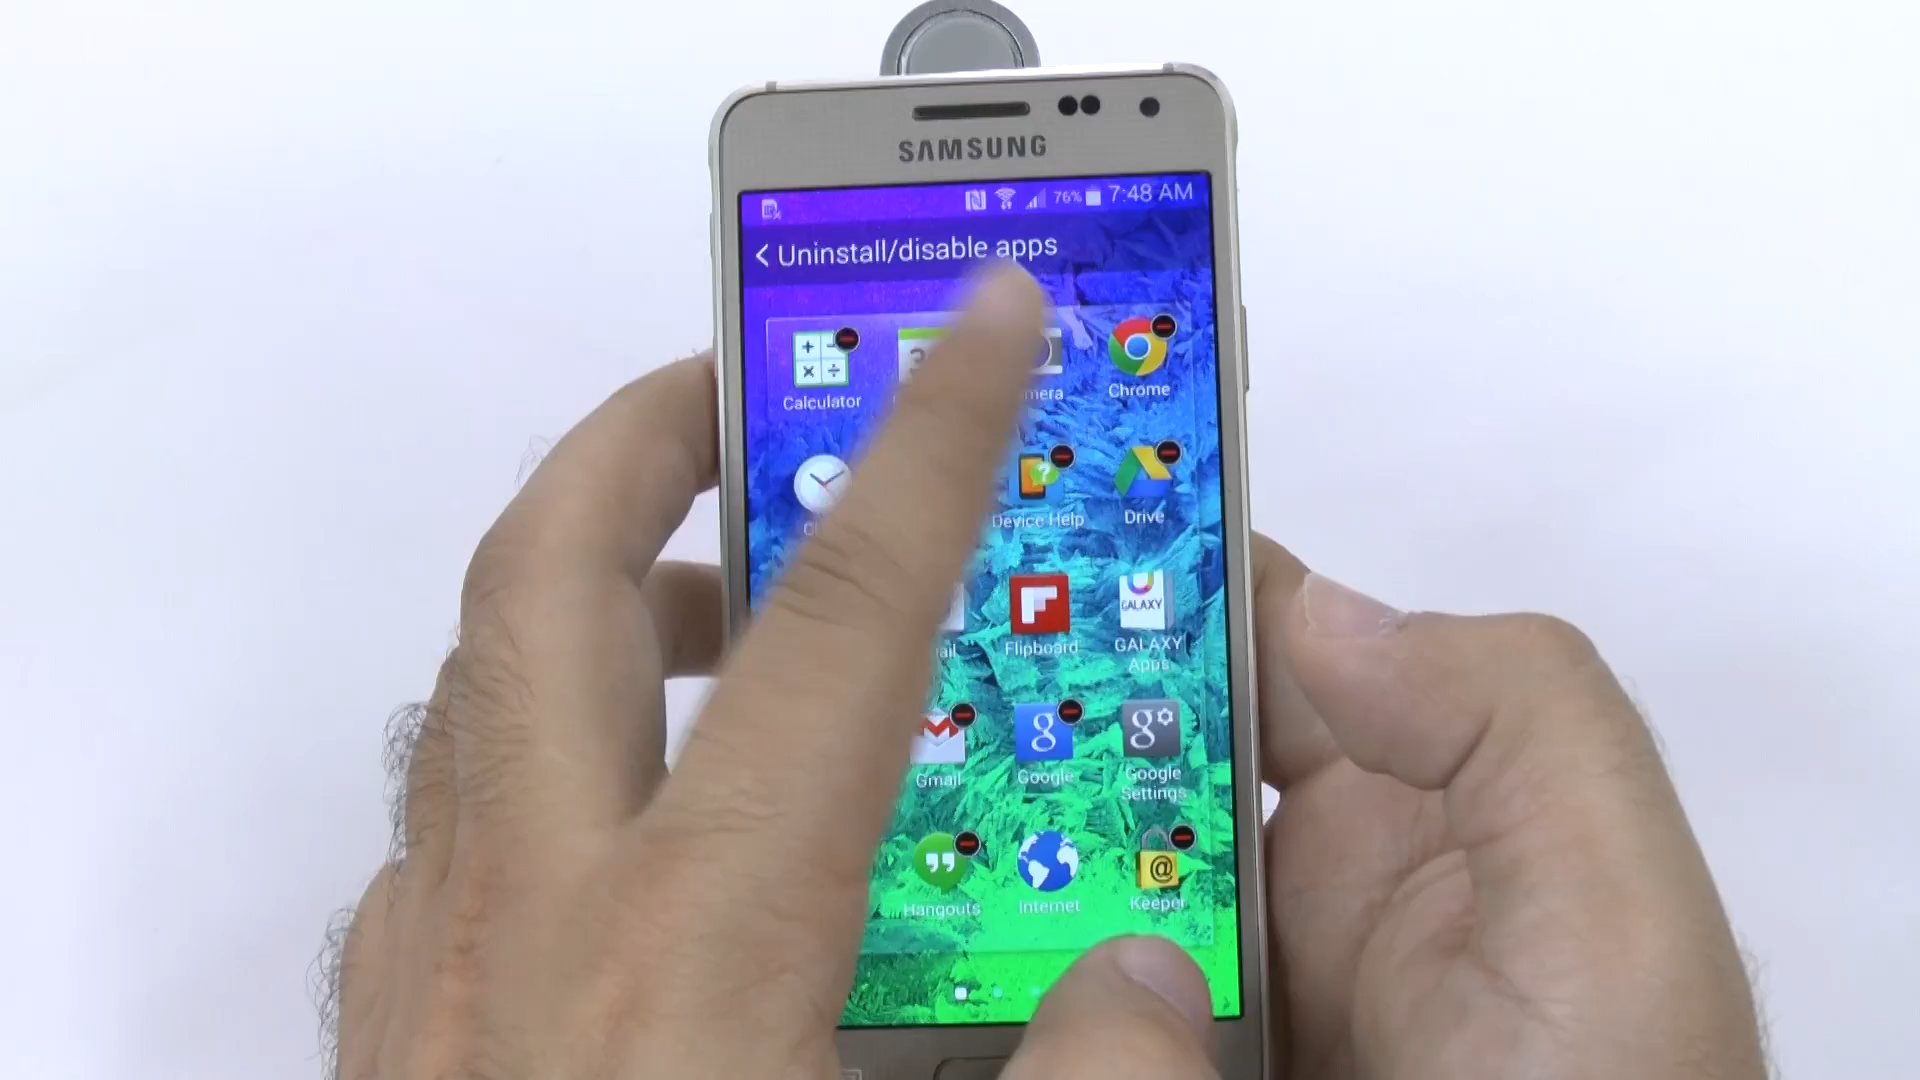 SAMSUNG
76% 7:48 AM
< Uninstall/disable apps
Calculator
Chrome
Device Help
Drive
GALAXY
Flipboard
GALAXY Apps
Gmail
Google
Google Settings
Hangouts
Internet
Keeper